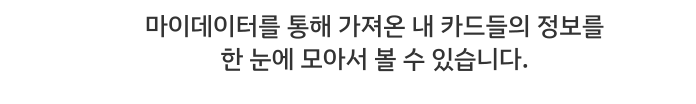 마이데이터를 통해 가져온 내 카드들의 정보를
한 눈에 모아서 볼 수 있습니다.